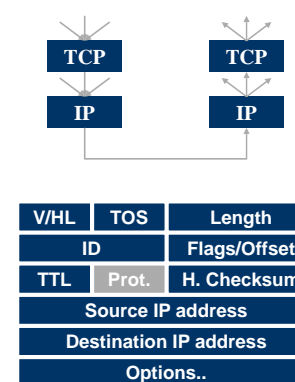 TCP TCP
IP IP
V/HL TOS Length
ID Flags/Offset
TTL Prot. H. Checksum
Source IP address
Destination IP address
Options..